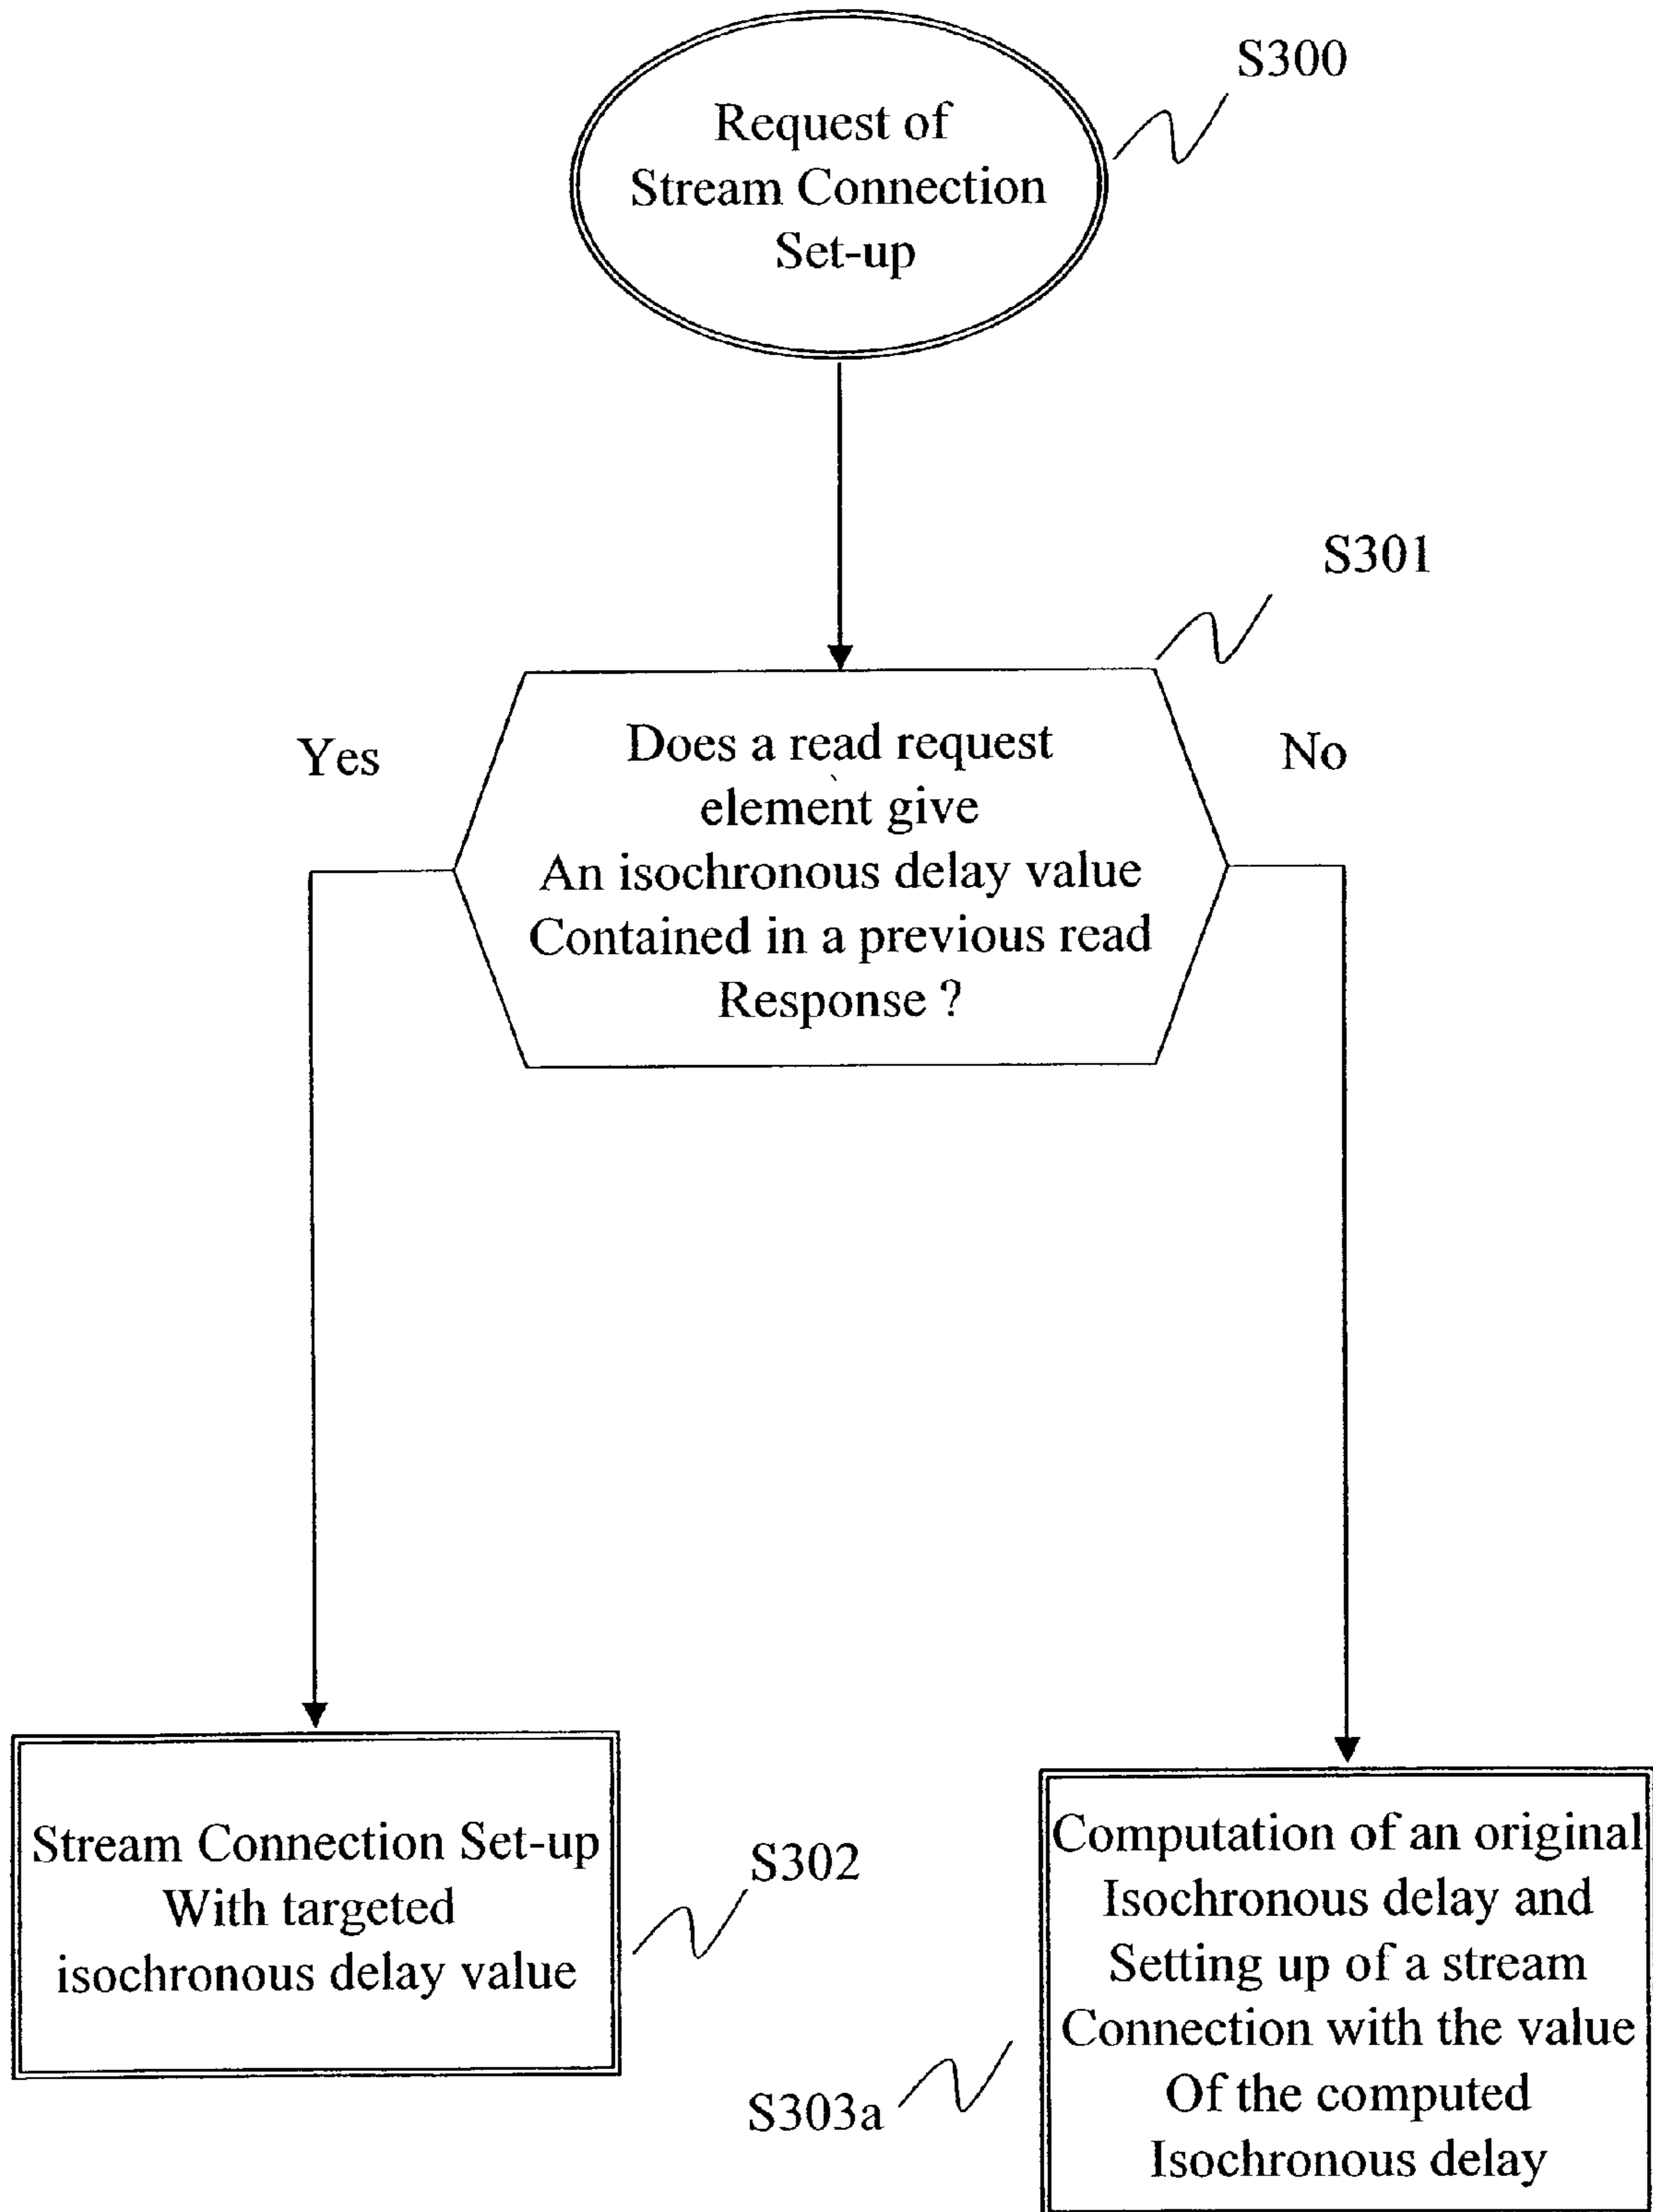 S300
Request of
Stream Connection
Set-up
S301
Yes
No
Does a read request
element give
An isochronous delay value
Contained in a previous read
Response ?
Stream Connection Set-up
With targeted
isochronous delay value
S302
Computation of an original
Isochronous delay and
Setting up of a stream
Connection with the value
Of the computed
Isochronous delay
S303a